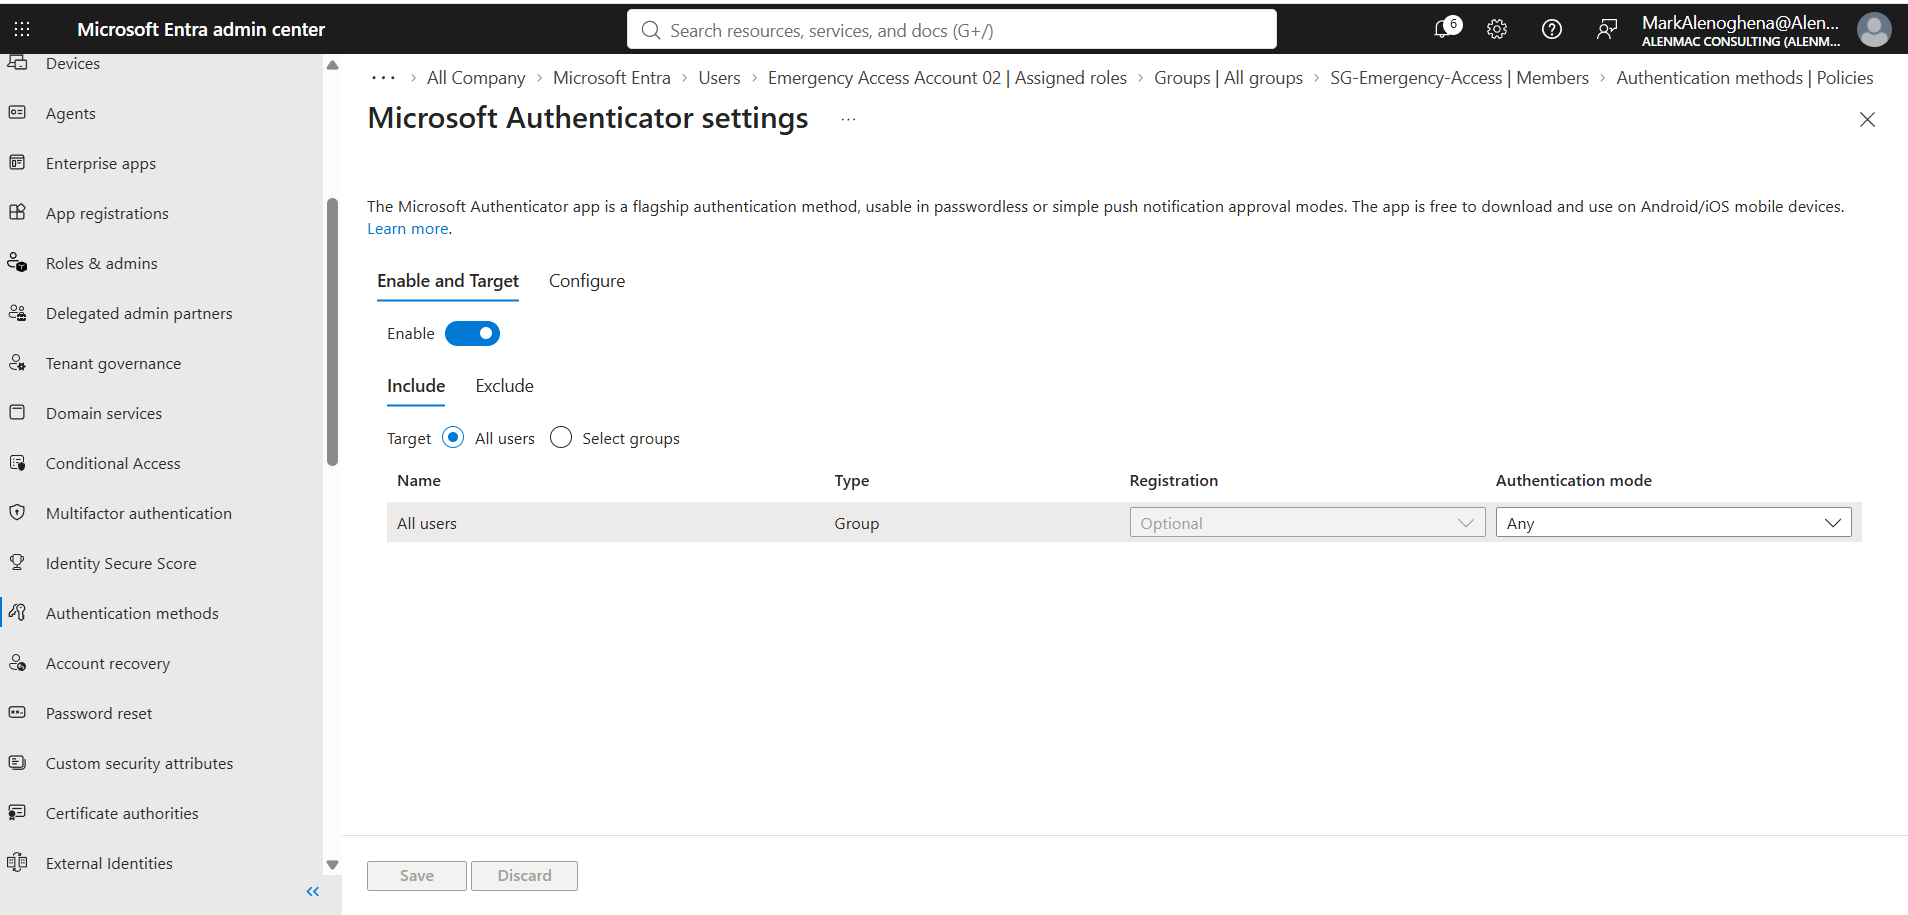 Microsoft Entra admin center
Search resources, services, and docs (G+/)
6
MarkAlenoghena@Alen...
ALENMAC CONSULTING (ALENM...
Devices
Agents
Enterprise apps
App registrations
Roles & admins
Delegated admin partners
Tenant governance
Domain services
Conditional Access
Multifactor authentication
Identity Secure Score
Authentication methods
Account recovery
Password reset
Custom security attributes
Certificate authorities
External Identities
··· > All Company > Microsoft Entra > Users > Emergency Access Account 02 | Assigned roles > Groups | All groups > SG-Emergency-Access | Members > Authentication methods | Policies
Microsoft Authenticator settings ···
The Microsoft Authenticator app is a flagship authentication method, usable in passwordless or simple push notification approval modes. The app is free to download and use on Android/iOS mobile devices.
Learn more.
Enable and Target Configure
Enable
Include Exclude
Target All users Select groups
Name Type Registration Authentication mode
All users Group Optional Any
Save Discard